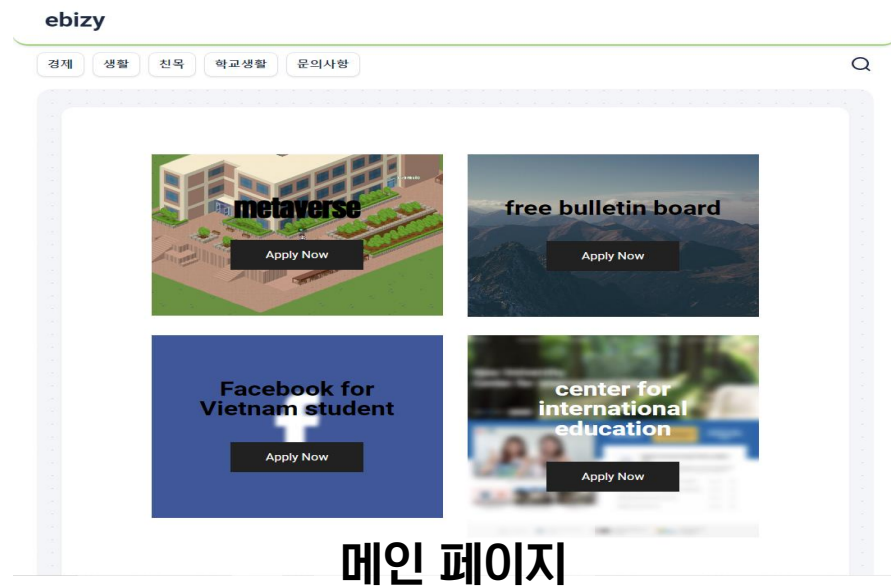 ebizy
경제 생활 친목 학교생활 문의사항
metaverse
Apply Now
free bulletin board
Apply Now
Facebook for
Vietnam student
f
Apply Now
center for
international
education
Apply Now
메인 페이지